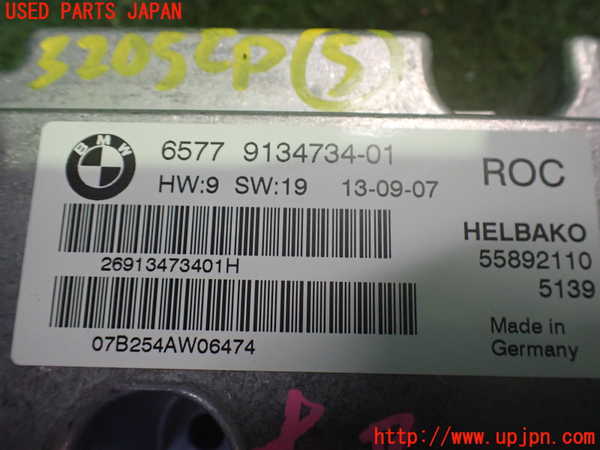 USED PARTS JAPAN
3205CP (5)
BMW
6577 9134734-01
HW:9 SW:19 13-09-07
ROC
HELBAKO
55892110
5139
26913473401H
07B254AW06474
Made in
Germany
http://www.upjpn.com